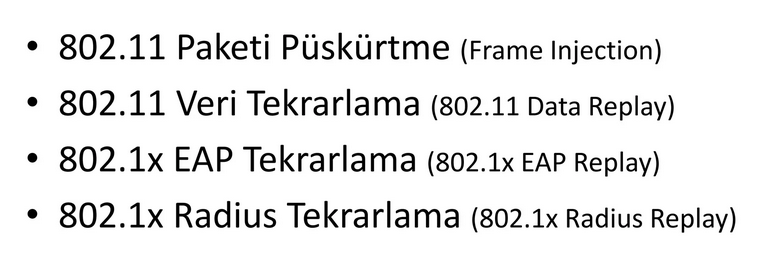 • 802.11 Paketi Püskürtme (Frame Injection)
• 802.11 Veri Tekrarlama (802.11 Data Replay)
• 802.1x EAP Tekrarlama (802.1x EAP Replay)
• 802.1x Radius Tekrarlama (802.1x Radius Replay)